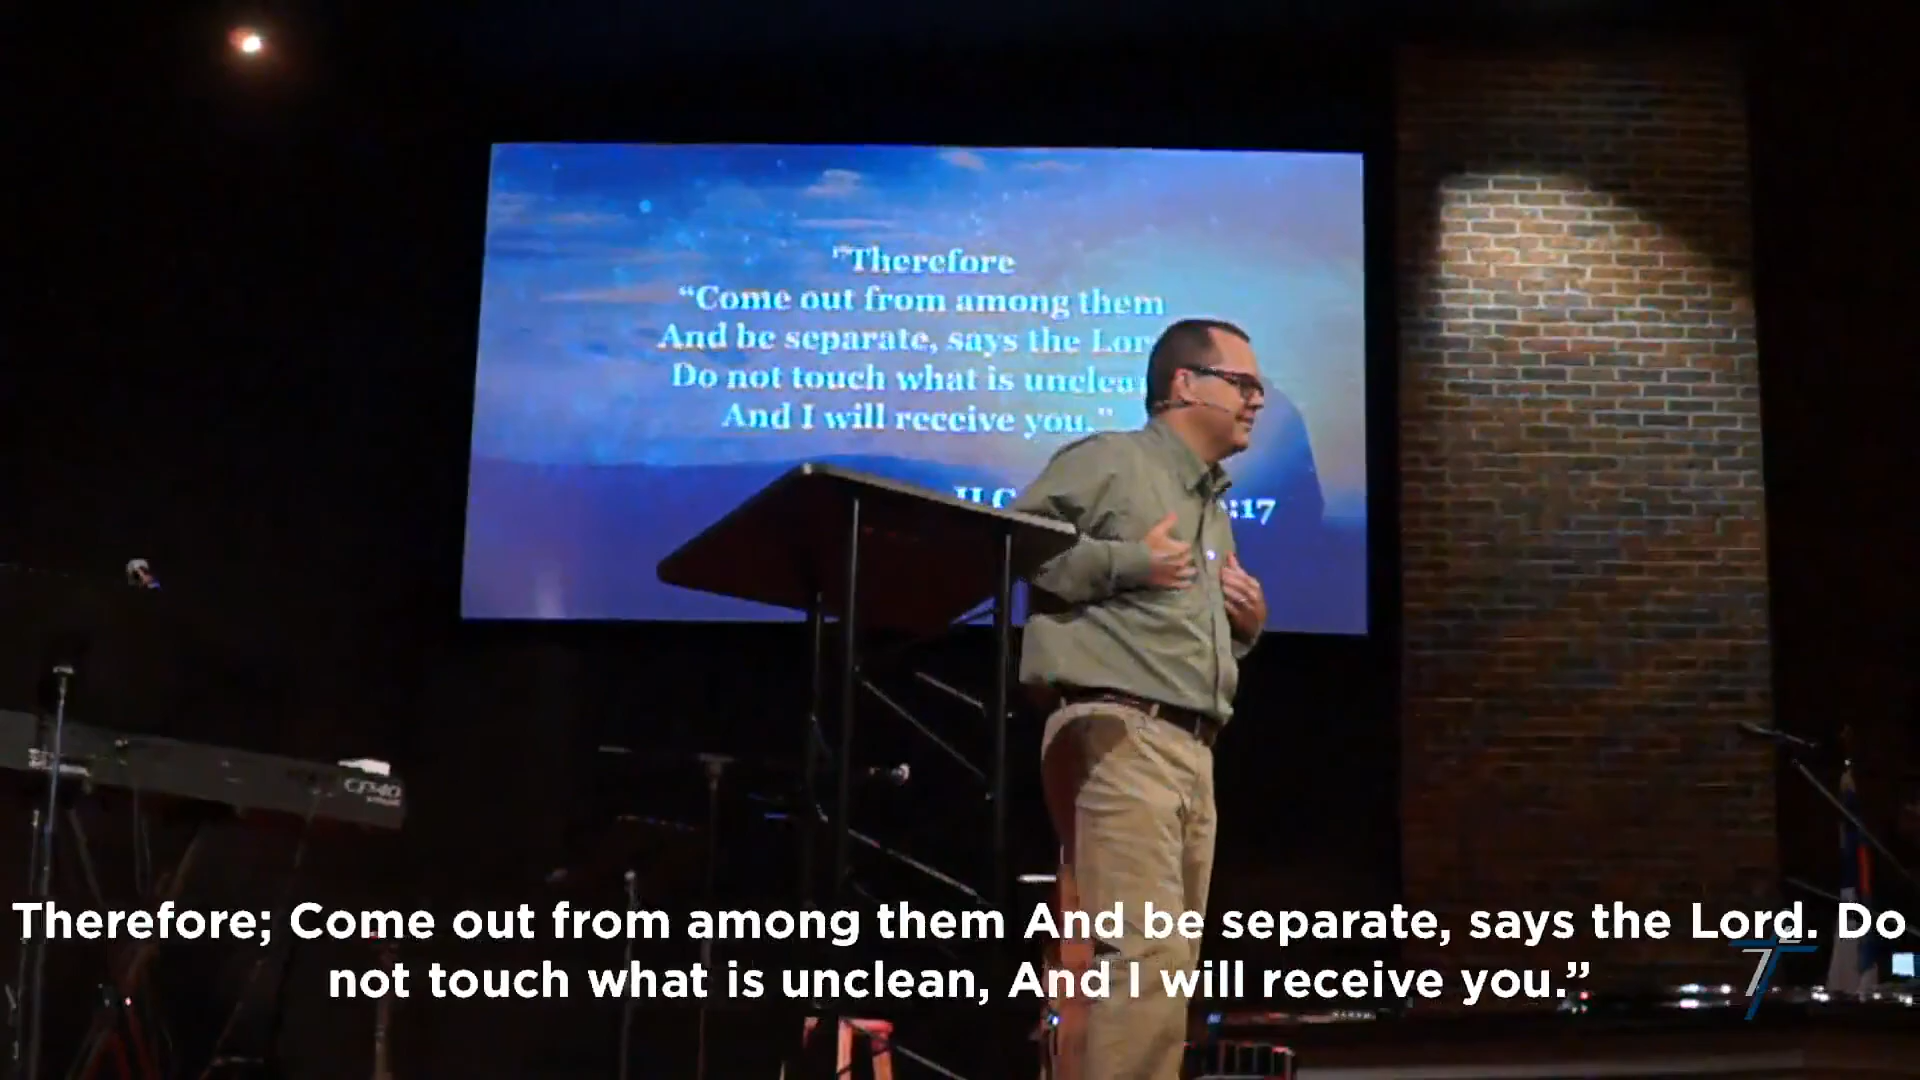 "Therefore
“Come out from among them
And be separate, says the
Do not touch what is
And I will receive you.”
:17
CP40
Therefore; Come out from among them And be separate, says the Lord. Do
not touch what is unclean, And I will receive you.”